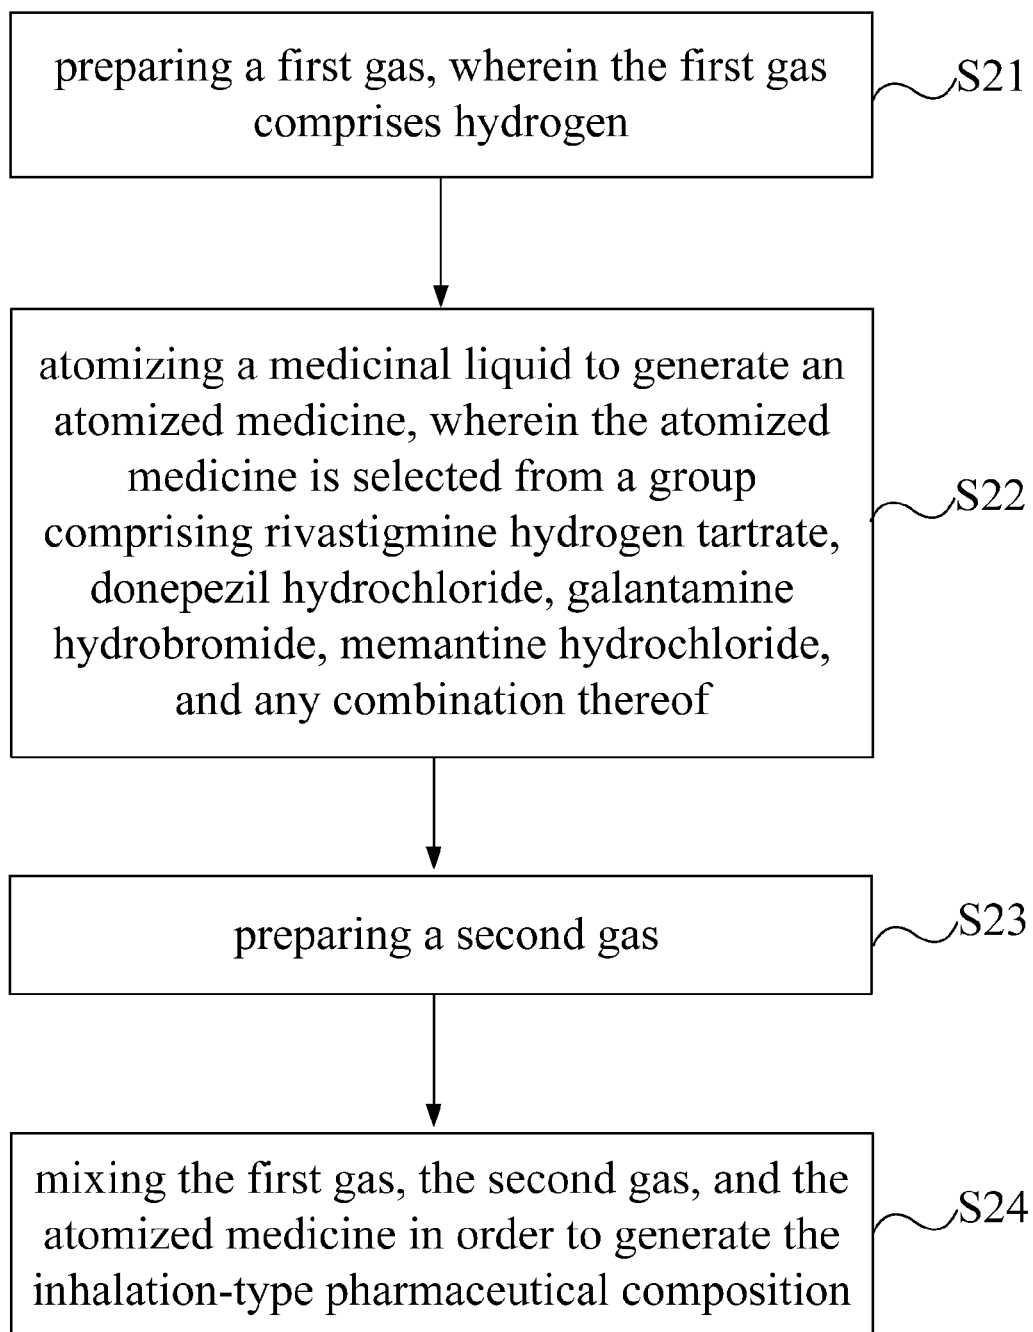 preparing a first gas, wherein the first gas
comprises hydrogen
S21
atomizing a medicinal liquid to generate an
atomized medicine, wherein the atomized
medicine is selected from a group
comprising rivastigmine hydrogen tartrate,
donepezil hydrochloride, galantamine
hydrobromide, memantine hydrochloride,
and any combination thereof
S22
preparing a second gas
S23
mixing the first gas, the second gas, and the
atomized medicine in order to generate the
inhalation-type pharmaceutical composition
S24